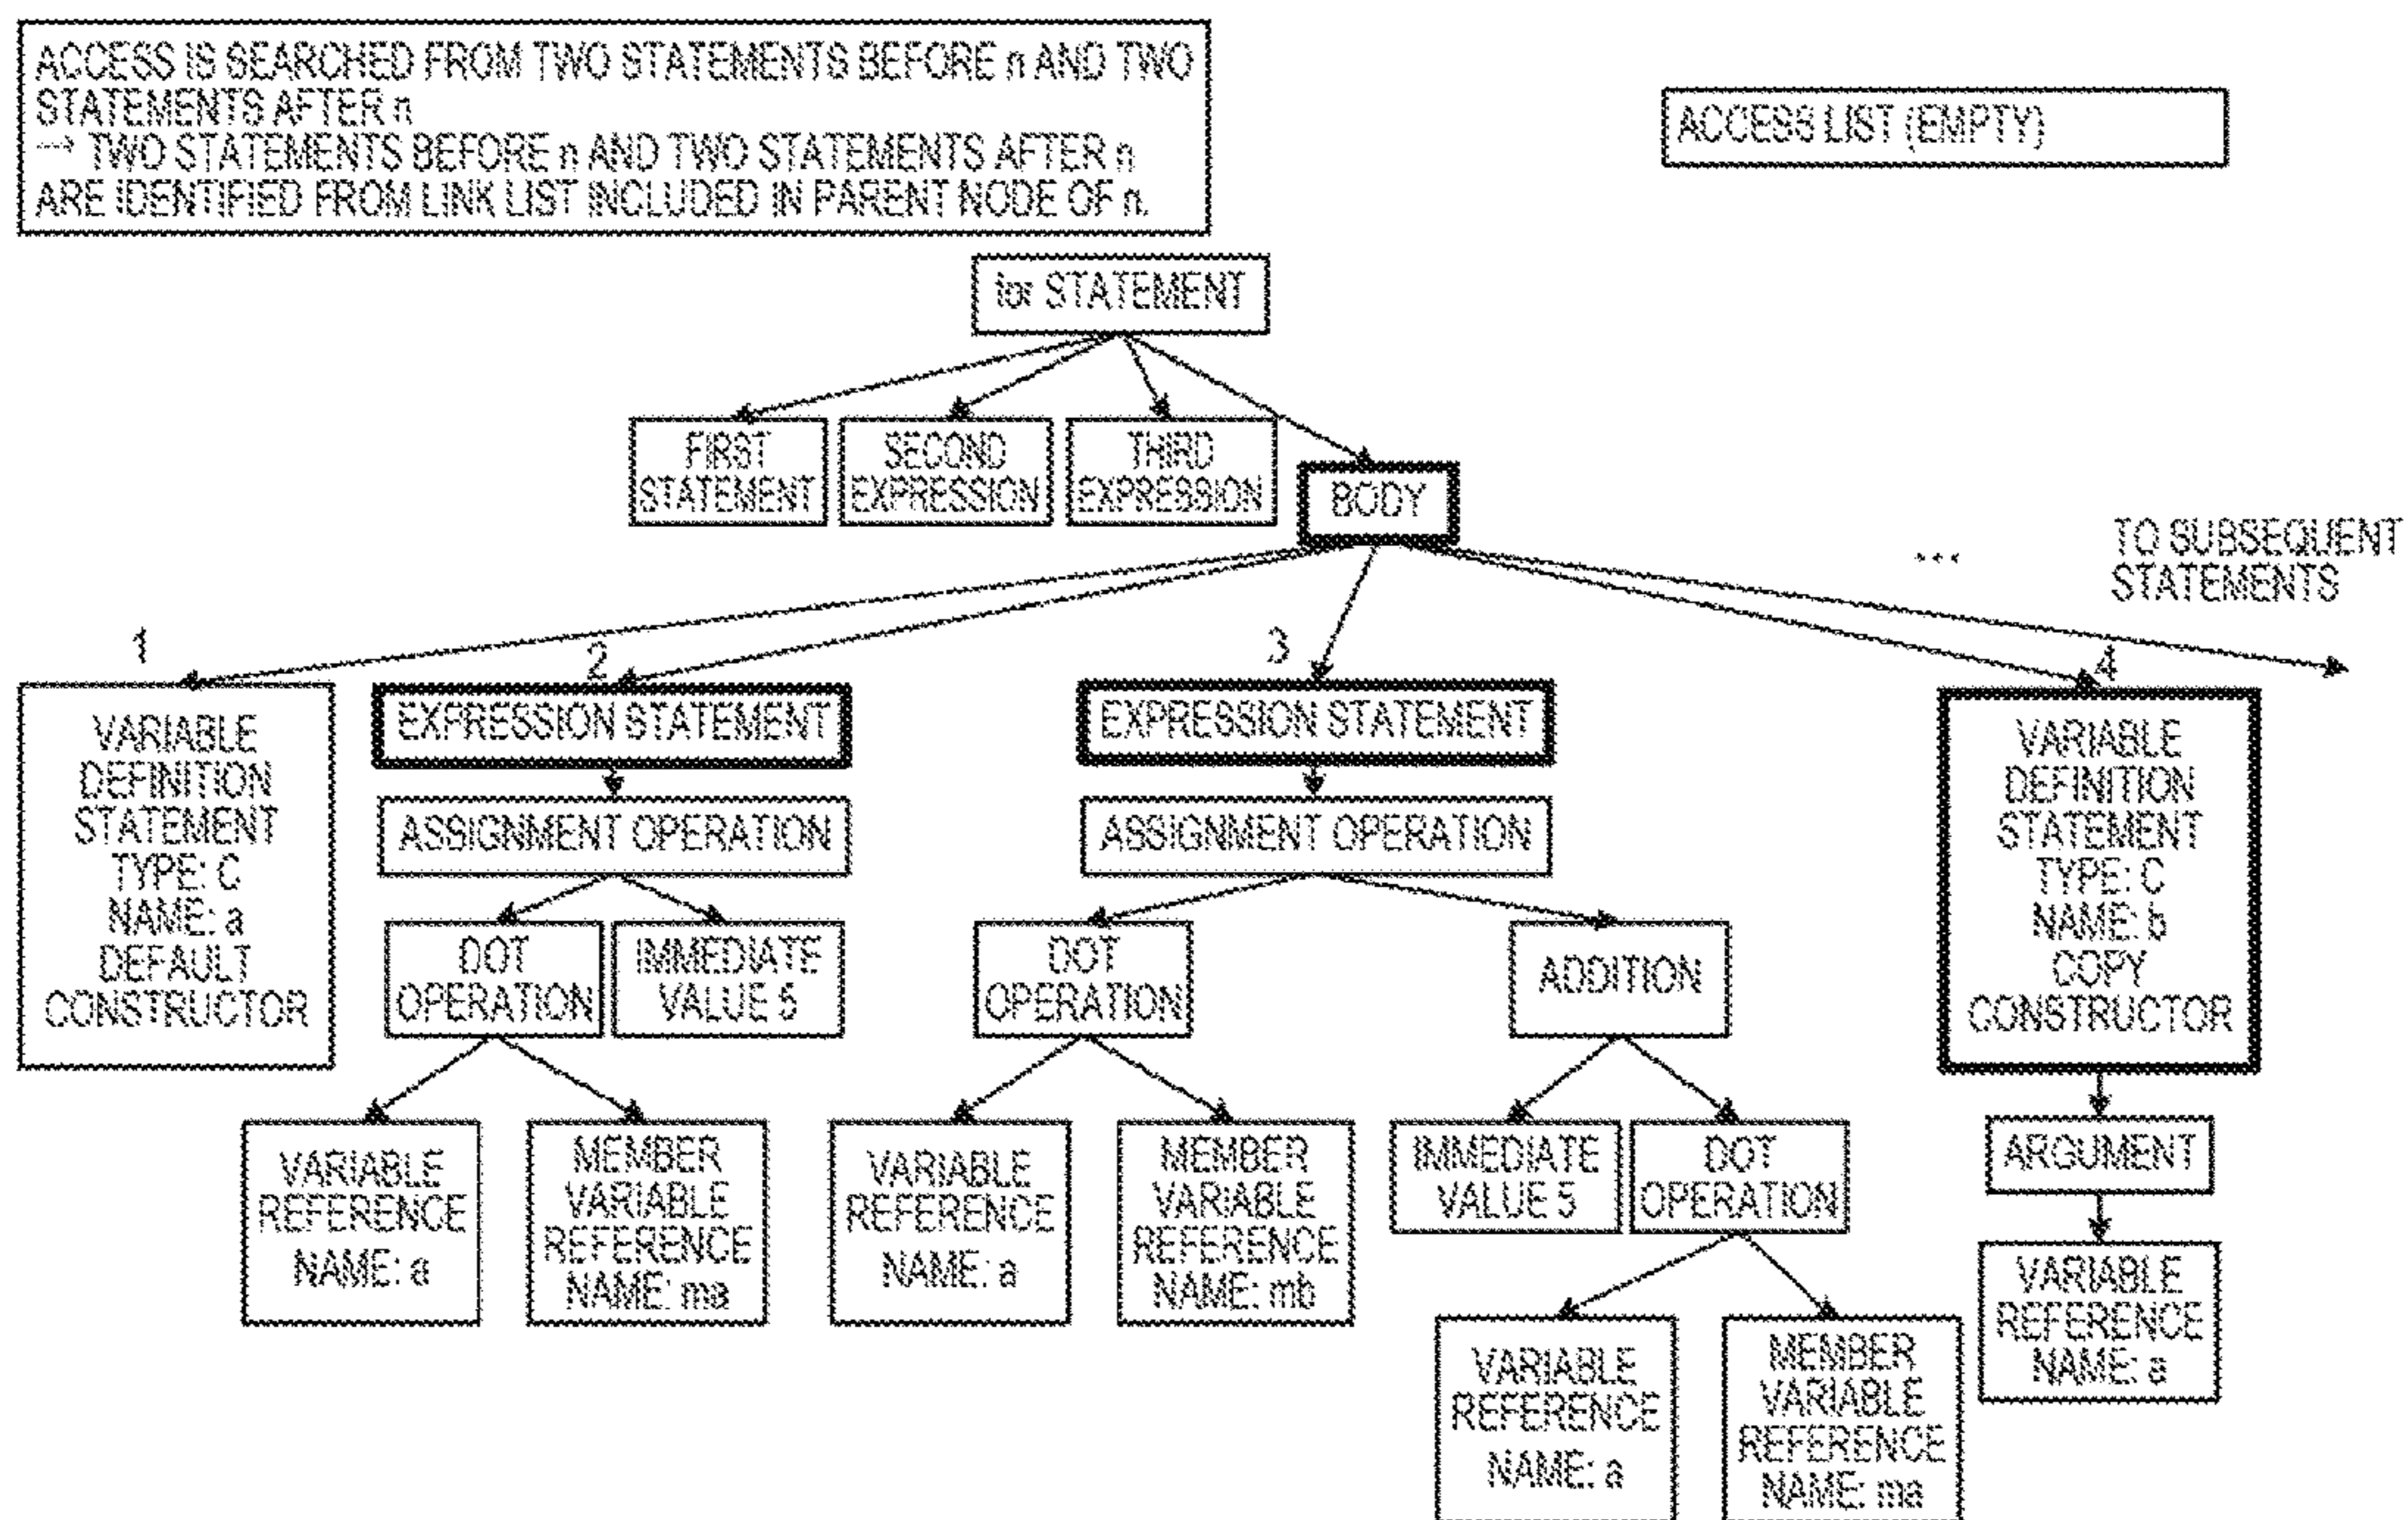 ACCESS IS SEARCHED FROM TWO STATEMENTS BEFORE n AND TWO
STATEMENTS AFTER n
→ TWO STATEMENTS BEFORE n AND TWO STATEMENTS AFTER n
ARE IDENTIFIED FROM LINK LIST INCLUDED IN PARENT NODE OF n.
ACCESS LIST (EMPTY)
for STATEMENT
FIRST
STATEMENT
SECOND
EXPRESSION
THIRD
EXPRESSION
BODY
...
TO SUBSEQUENT
STATEMENTS
1
VARIABLE
DEFINITION
STATEMENT
TYPE: C
NAME: a
DEFAULT
CONSTRUCTOR
2
EXPRESSION STATEMENT
ASSIGNMENT OPERATION
DOT
OPERATION
IMMEDIATE
VALUE 5
VARIABLE
REFERENCE
NAME: a
MEMBER
VARIABLE
REFERENCE
NAME: ma
3
EXPRESSION STATEMENT
ASSIGNMENT OPERATION
DOT
OPERATION
ADDITION
VARIABLE
REFERENCE
NAME: a
MEMBER
VARIABLE
REFERENCE
NAME: mb
IMMEDIATE
VALUE 5
DOT
OPERATION
VARIABLE
REFERENCE
NAME: a
MEMBER
VARIABLE
REFERENCE
NAME: ma
4
VARIABLE
DEFINITION
STATEMENT
TYPE: C
NAME: b
COPY
CONSTRUCTOR
ARGUMENT
VARIABLE
REFERENCE
NAME: a